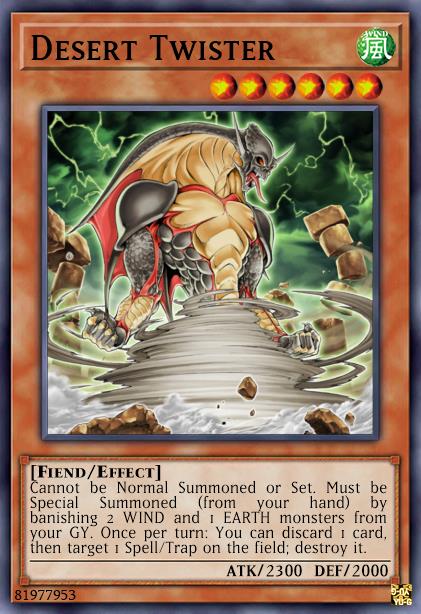 DESERT TWISTER
WIND
風
[FIEND/EFFECT]
Cannot be Normal Summoned or Set. Must be
Special Summoned (from your hand) by
banishing 2 WIND and 1 EARTH monsters from
your GY. Once per turn: You can discard 1 card,
then target 1 Spell/Trap on the field; destroy it.
ATK/2300 DEF/2000
81977953